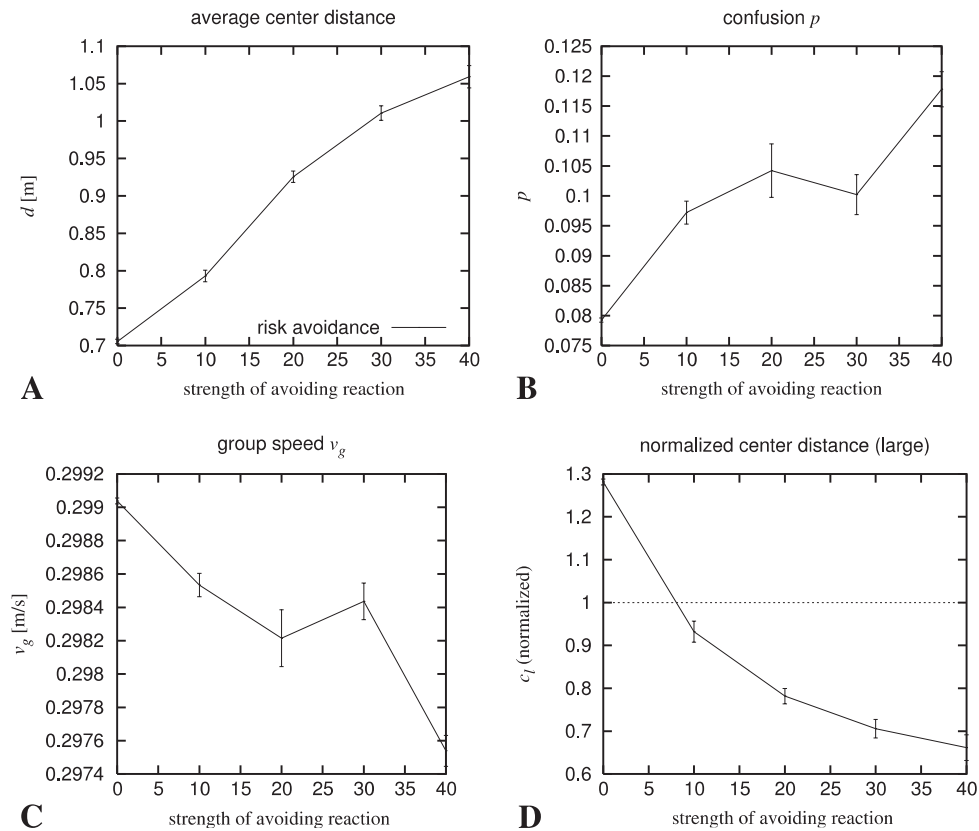 average center distance
1.1
1.05
1
0.95
0.9
0.85
0.8
0.75
0.7
d [m]
risk avoidance
0 5 10 15 20 25 30 35 40
strength of avoiding reaction
A
confusion p
0.125
0.12
0.115
0.11
0.105
0.1
0.095
0.09
0.085
0.08
0.075
p
0 5 10 15 20 25 30 35 40
strength of avoiding reaction
B
group speed v_g
0.2992
0.299
0.2988
0.2986
0.2984
0.2982
0.298
0.2978
0.2976
0.2974
v_g [m/s]
0 5 10 15 20 25 30 35 40
strength of avoiding reaction
C
normalized center distance (large)
1.3
1.2
1.1
1
0.9
0.8
0.7
0.6
c_l (normalized)
0 5 10 15 20 25 30 35 40
strength of avoiding reaction
D